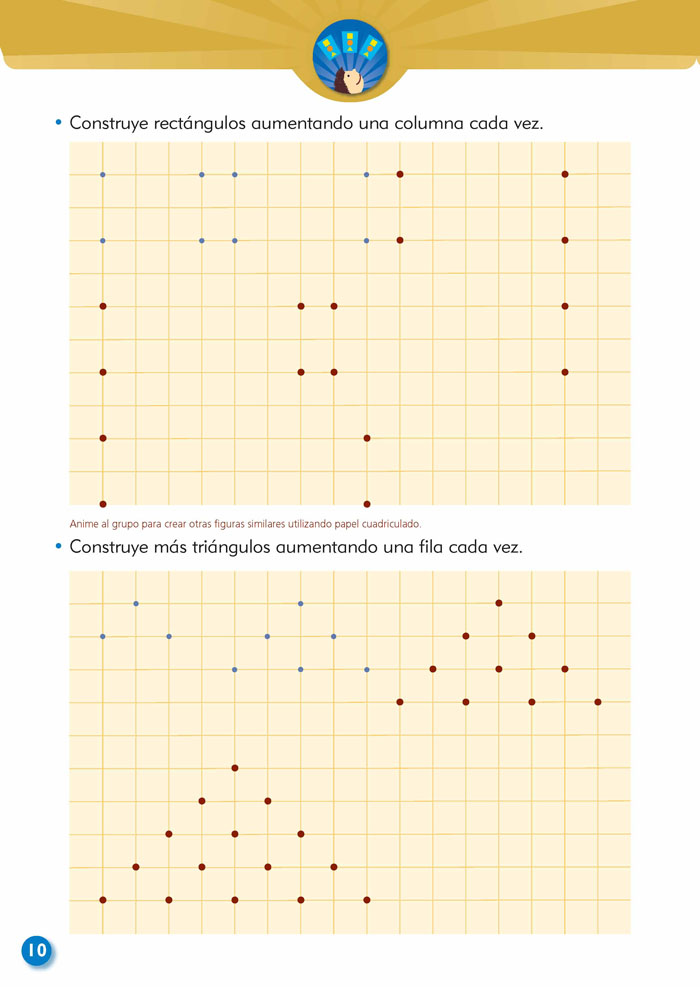 • Construye rectángulos aumentando una columna cada vez.
Anime al grupo para crear otras figuras similares utilizando papel cuadriculado.
• Construye más triángulos aumentando una fila cada vez.
10